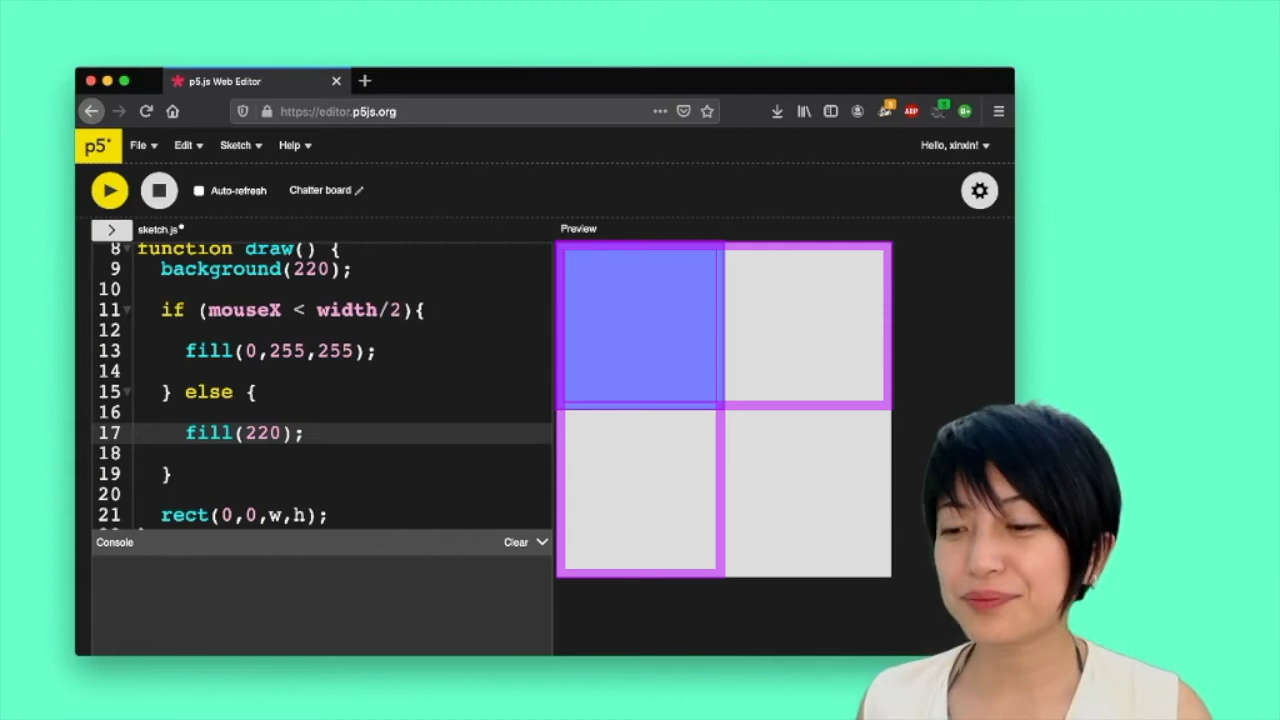 p5.js Web Editor
https://editor.p5js.org
5
ABP
p5*
File
Edit
Sketch
Help
Hello, xinxin!
Auto-refresh
Chatter board
sketch.js
Preview
8 function draw() {
9 background(220);
10
11 if (mouseX < width/2){
12
13 fill(0,255,255);
14
15 } else {
16
17 fill(220);
18
19 }
20
21 rect(0,0,w,h);
Console
Clear